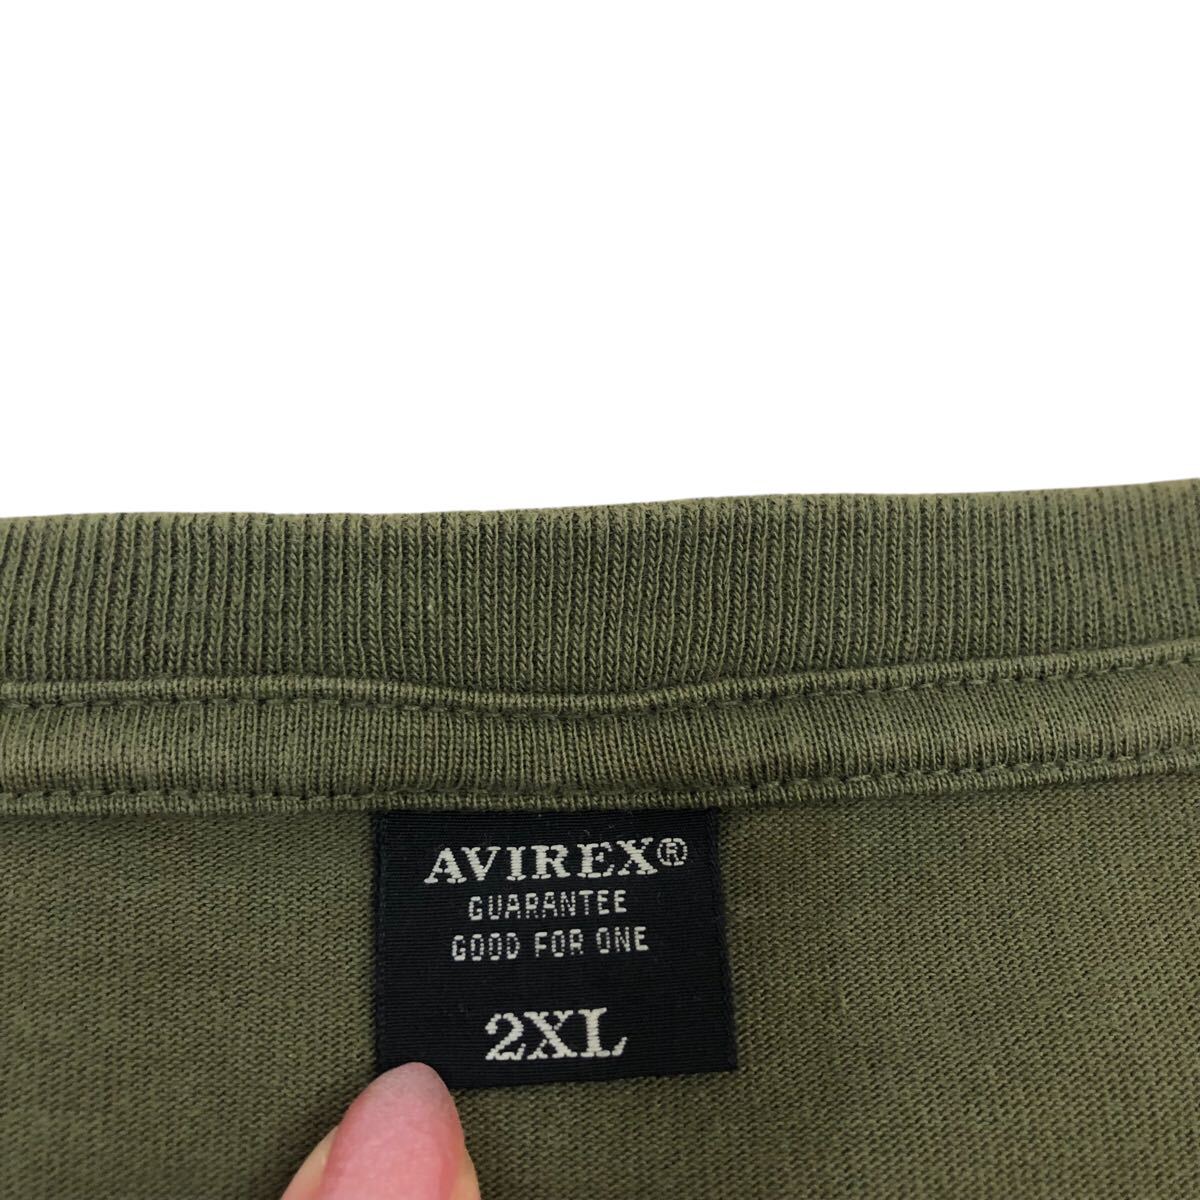 AVIREX®
GUARANTEE
GOOD FOR ONE
2XL